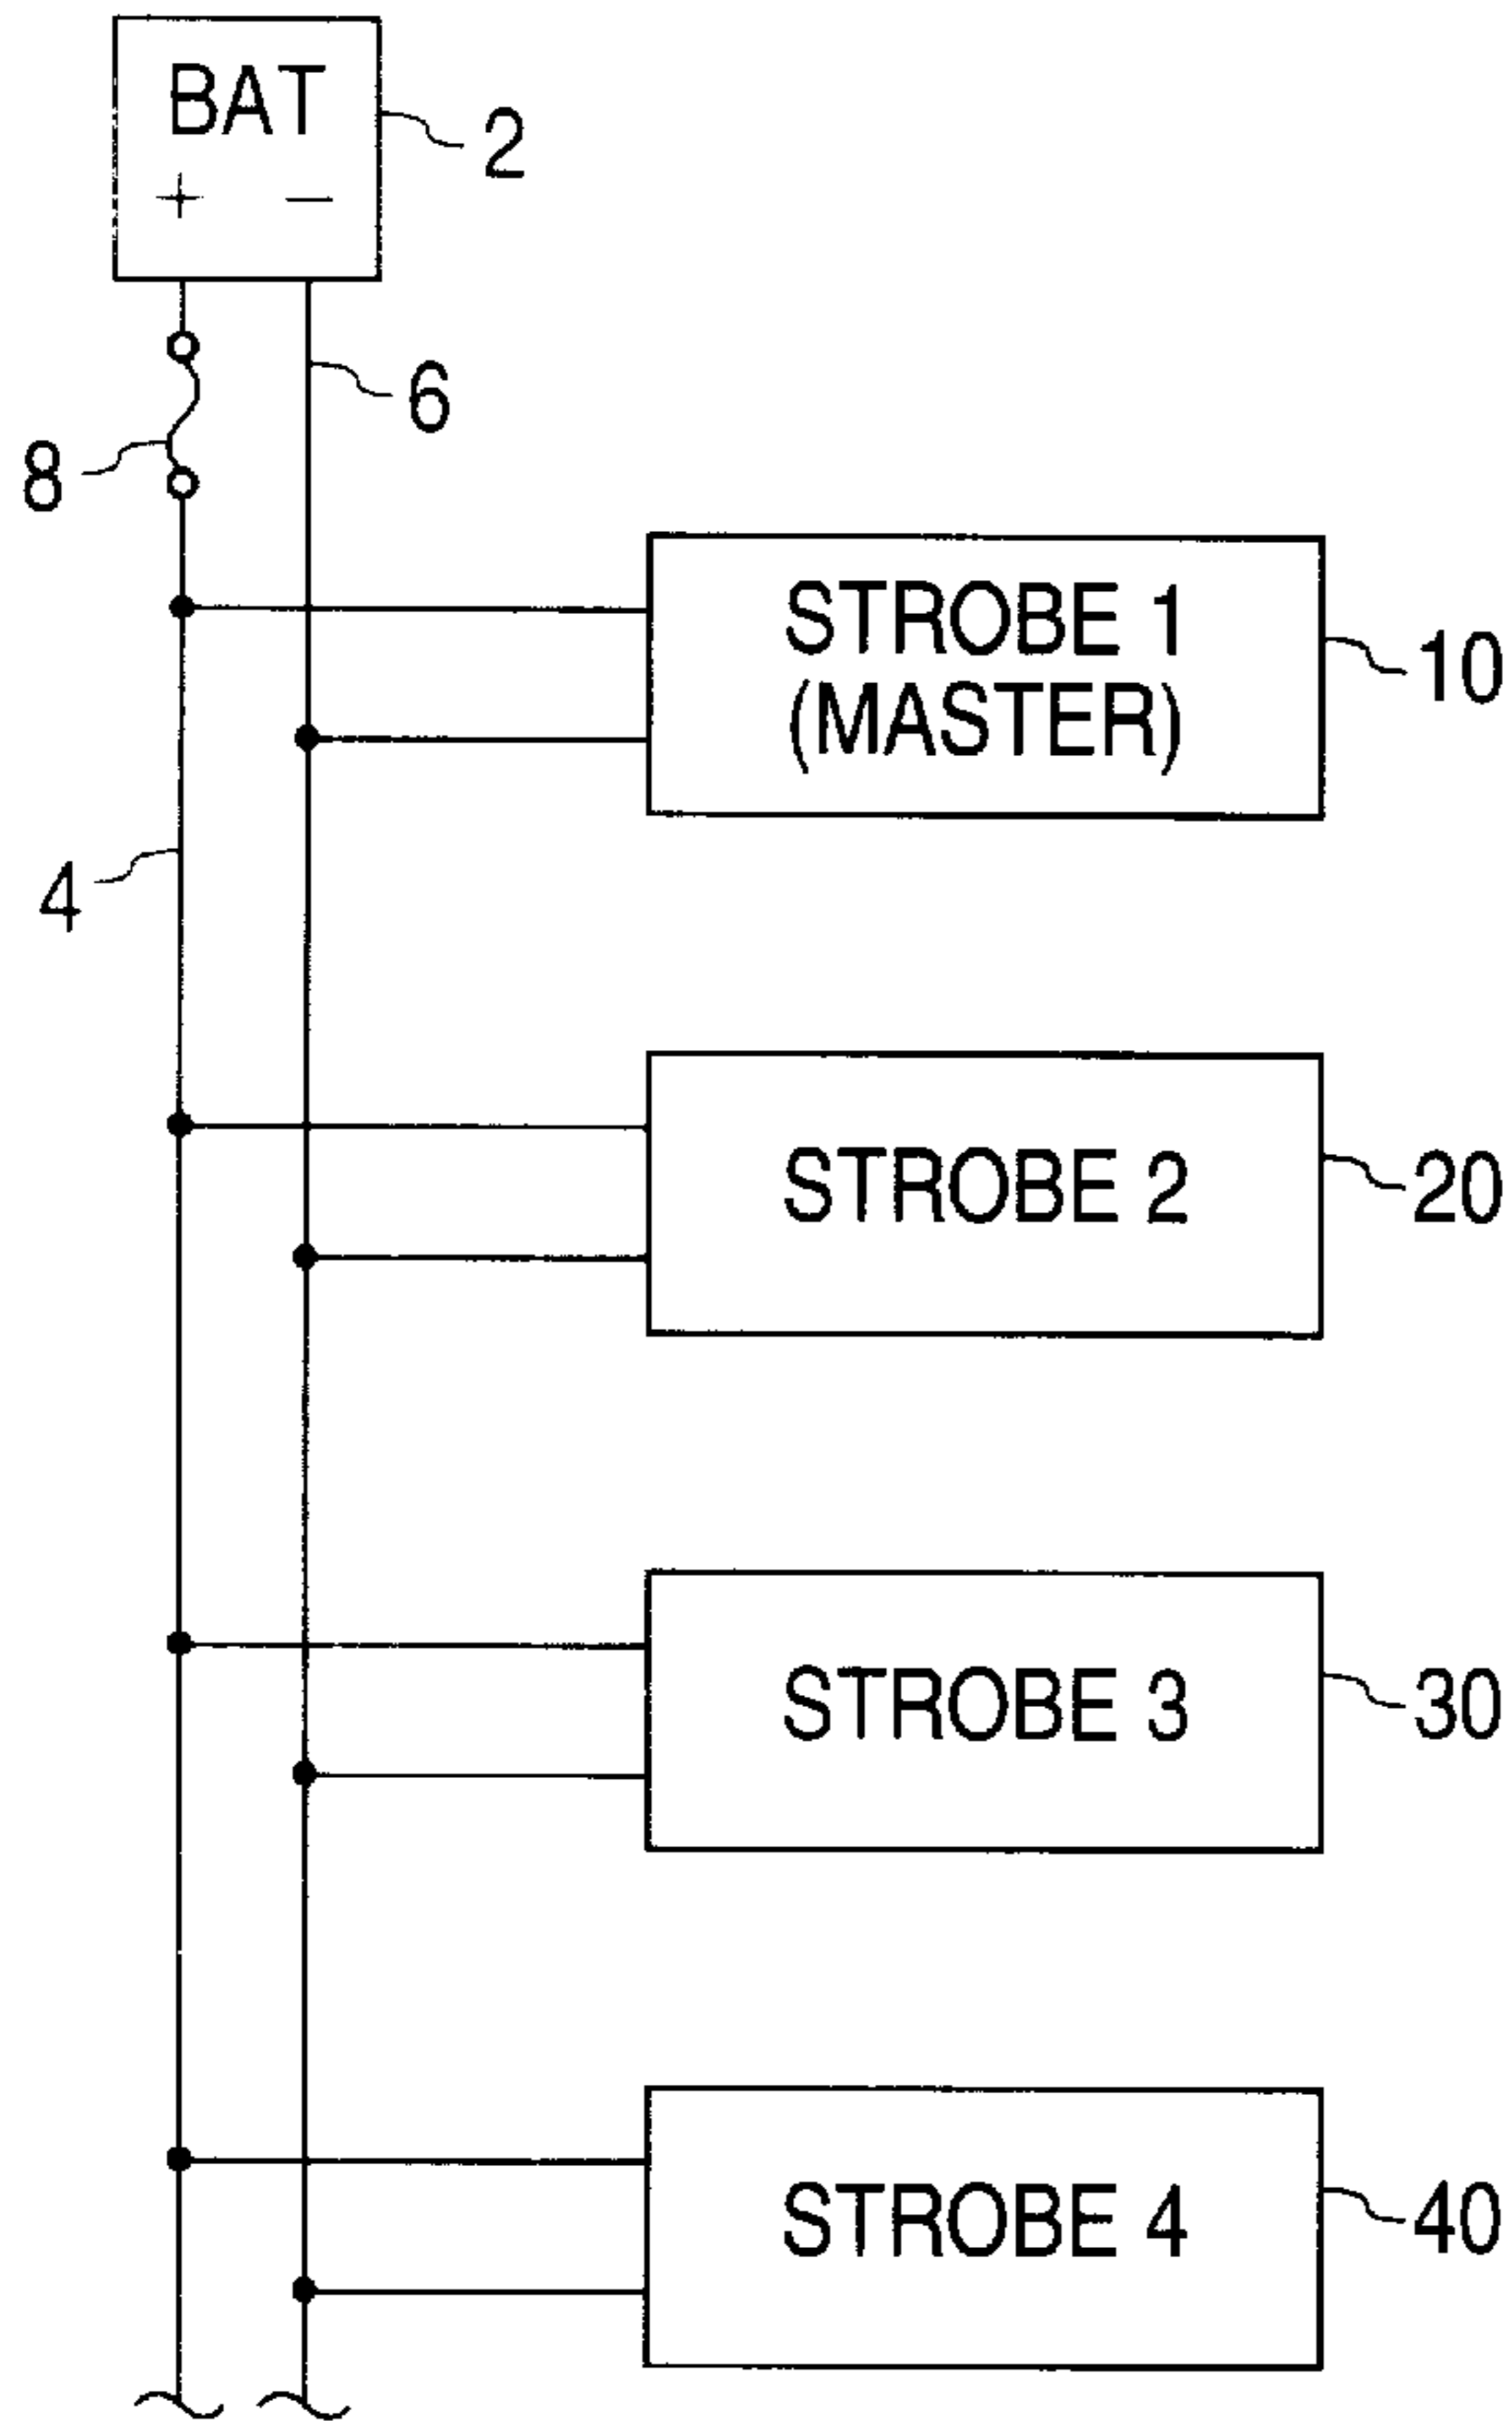 BAT
+ −
2
6
8
STROBE 1
(MASTER)
10
4
STROBE 2
20
STROBE 3
30
STROBE 4
40